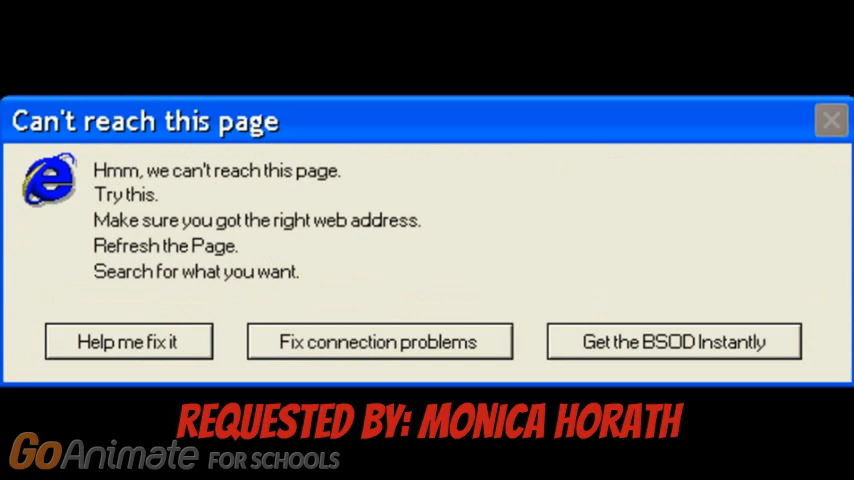 Can't reach this page
Hmm, we can't reach this page.
Try this.
Make sure you got the right web address.
Refresh the Page.
Search for what you want.
Help me fix it
Fix connection problems
Get the BSOD Instantly
REQUESTED BY: MONICA HORATH
GoAnimate FOR SCHOOLS